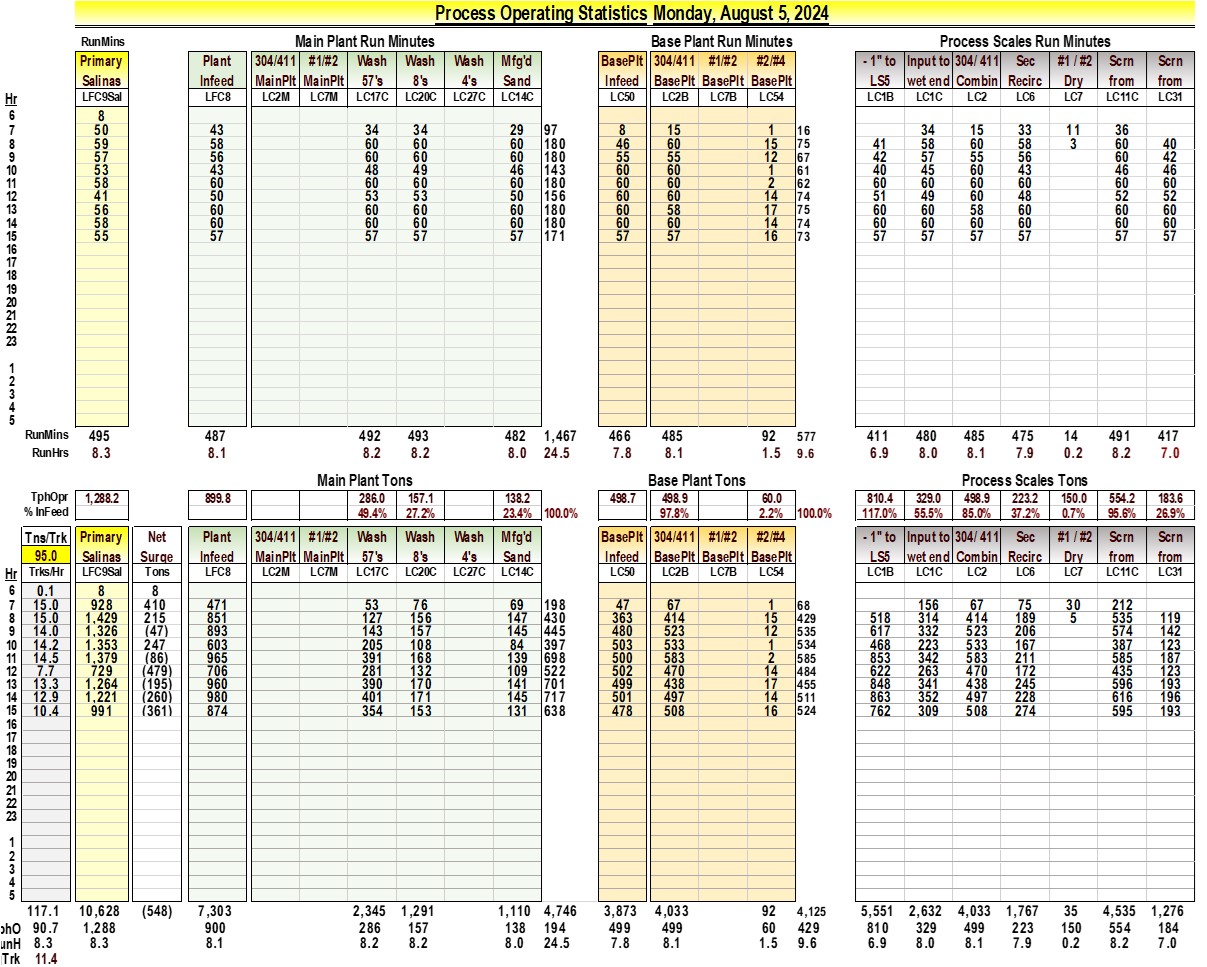 Process Operating Statistics Monday, August 5, 2024
RunMins Main Plant Run Minutes Base Plant Run Minutes Process Scales Run Minutes
Primary Plant 304/411 #1/#2 Wash Wash Wash Mfg'd BasePlt 304/411 #1/#2 #2/#4 - 1" to Input to 304/ 411 Sec #1 / #2 Scrn Scrn
Salinas Infeed MainPlt MainPlt 57's 8's 4's Sand Infeed BasePlt BasePlt BasePlt LS5 wet end Combin Recirc Dry from from
Hr LFC9Sal LFC8 LC2M LC7M LC17C LC20C LC27C LC14C LC50 LC2B LC7B LC54 LC1B LC1C LC2 LC6 LC7 LC11C LC31
6 8
7 50 43 34 34 29 97 8 15 1 16 34 15 33 11 36
8 59 58 60 60 60 180 46 60 15 75 41 58 60 58 3 60 40
9 57 56 60 60 60 180 55 55 12 67 42 57 55 56 60 42
10 53 43 48 49 46 143 60 60 1 61 40 45 60 43 46 46
11 58 60 60 60 60 180 60 60 2 62 60 60 60 60 60 60
12 41 50 53 53 50 156 60 60 14 74 51 49 60 48 52 52
13 56 60 60 60 60 180 60 58 17 75 60 60 58 60 60 60
14 58 60 60 60 60 180 60 60 14 74 60 60 60 60 60 60
15 55 57 57 57 57 171 57 57 16 73 57 57 57 57 57 57
16
17
18
19
20
21
22
23
1
2
3
4
5
RunMins 495 487 492 493 482 1,467 466 485 92 577 411 480 485 475 14 491 417
RunHrs 8.3 8.1 8.2 8.2 8.0 24.5 7.8 8.1 1.5 9.6 6.9 8.0 8.1 7.9 0.2 8.2 7.0
Main Plant Tons Base Plant Tons Process Scales Tons
TphOpr 1,288.2 899.8 286.0 157.1 138.2 498.7 498.9 60.0 810.4 329.0 498.9 223.2 150.0 554.2 183.6
% InFeed 49.4% 27.2% 23.4% 100.0% 97.8% 2.2% 100.0% 117.0% 55.5% 85.0% 37.2% 0.7% 95.6% 26.9%
Tns/Trk Primary Net Plant 304/411 #1/#2 Wash Wash Wash Mfg'd BasePlt 304/411 #1/#2 #2/#4 - 1" to Input to 304/ 411 Sec #1 / #2 Scrn Scrn
95.0 Salinas Surge Infeed MainPlt MainPlt 57's 8's 4's Sand Infeed BasePlt BasePlt BasePlt LS5 wet end Combin Recirc Dry from from
Hr Trks/Hr LFC9Sal Tons LFC8 LC2M LC7M LC17C LC20C LC27C LC14C LC50 LC2B LC7B LC54 LC1B LC1C LC2 LC6 LC7 LC11C LC31
6 0.1 8 8
7 15.0 928 410 471 53 76 69 198 47 67 1 68 156 67 75 30 212
8 15.0 1,429 215 851 127 156 147 430 363 414 15 429 518 314 414 189 5 535 119
9 14.0 1,326 (47) 893 143 157 145 445 480 523 12 535 617 332 523 206 574 142
10 14.2 1,353 247 603 205 108 84 397 503 533 1 534 468 223 533 167 387 123
11 14.5 1,379 (86) 965 391 168 139 698 500 583 2 585 853 342 583 211 585 187
12 7.7 729 (479) 706 281 132 109 522 502 470 14 484 622 263 470 172 435 123
13 13.3 1,264 (195) 960 390 170 141 701 499 438 17 455 848 341 438 245 596 193
14 12.9 1,221 (260) 980 401 171 145 717 501 497 14 511 863 352 497 228 616 196
15 10.4 991 (361) 874 354 153 131 638 478 508 16 524 762 309 508 274 595 193
16
17
18
19
20
21
22
23
1
2
3
4
5
117.1 10,628 (548) 7,303 2,345 1,291 1,110 4,746 3,873 4,033 92 4,125 5,551 2,632 4,033 1,767 35 4,535 1,276
phO 90.7 1,288 900 286 157 138 194 499 499 60 429 810 329 499 223 150 554 184
unH 8.3 8.3 8.1 8.2 8.2 8.0 24.5 7.8 8.1 1.5 9.6 6.9 8.0 8.1 7.9 0.2 8.2 7.0
Trk 11.4